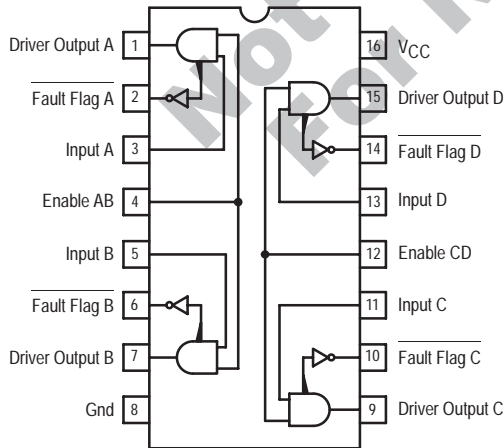 Driver Output A 1
Fault Flag A 2
Input A 3
Enable AB 4
Input B 5
Fault Flag B 6
Driver Output B 7
Gnd 8
16 VCC
15 Driver Output D
14 Fault Flag D
13 Input D
12 Enable CD
11 Input C
10 Fault Flag C
9 Driver Output C
Not
For